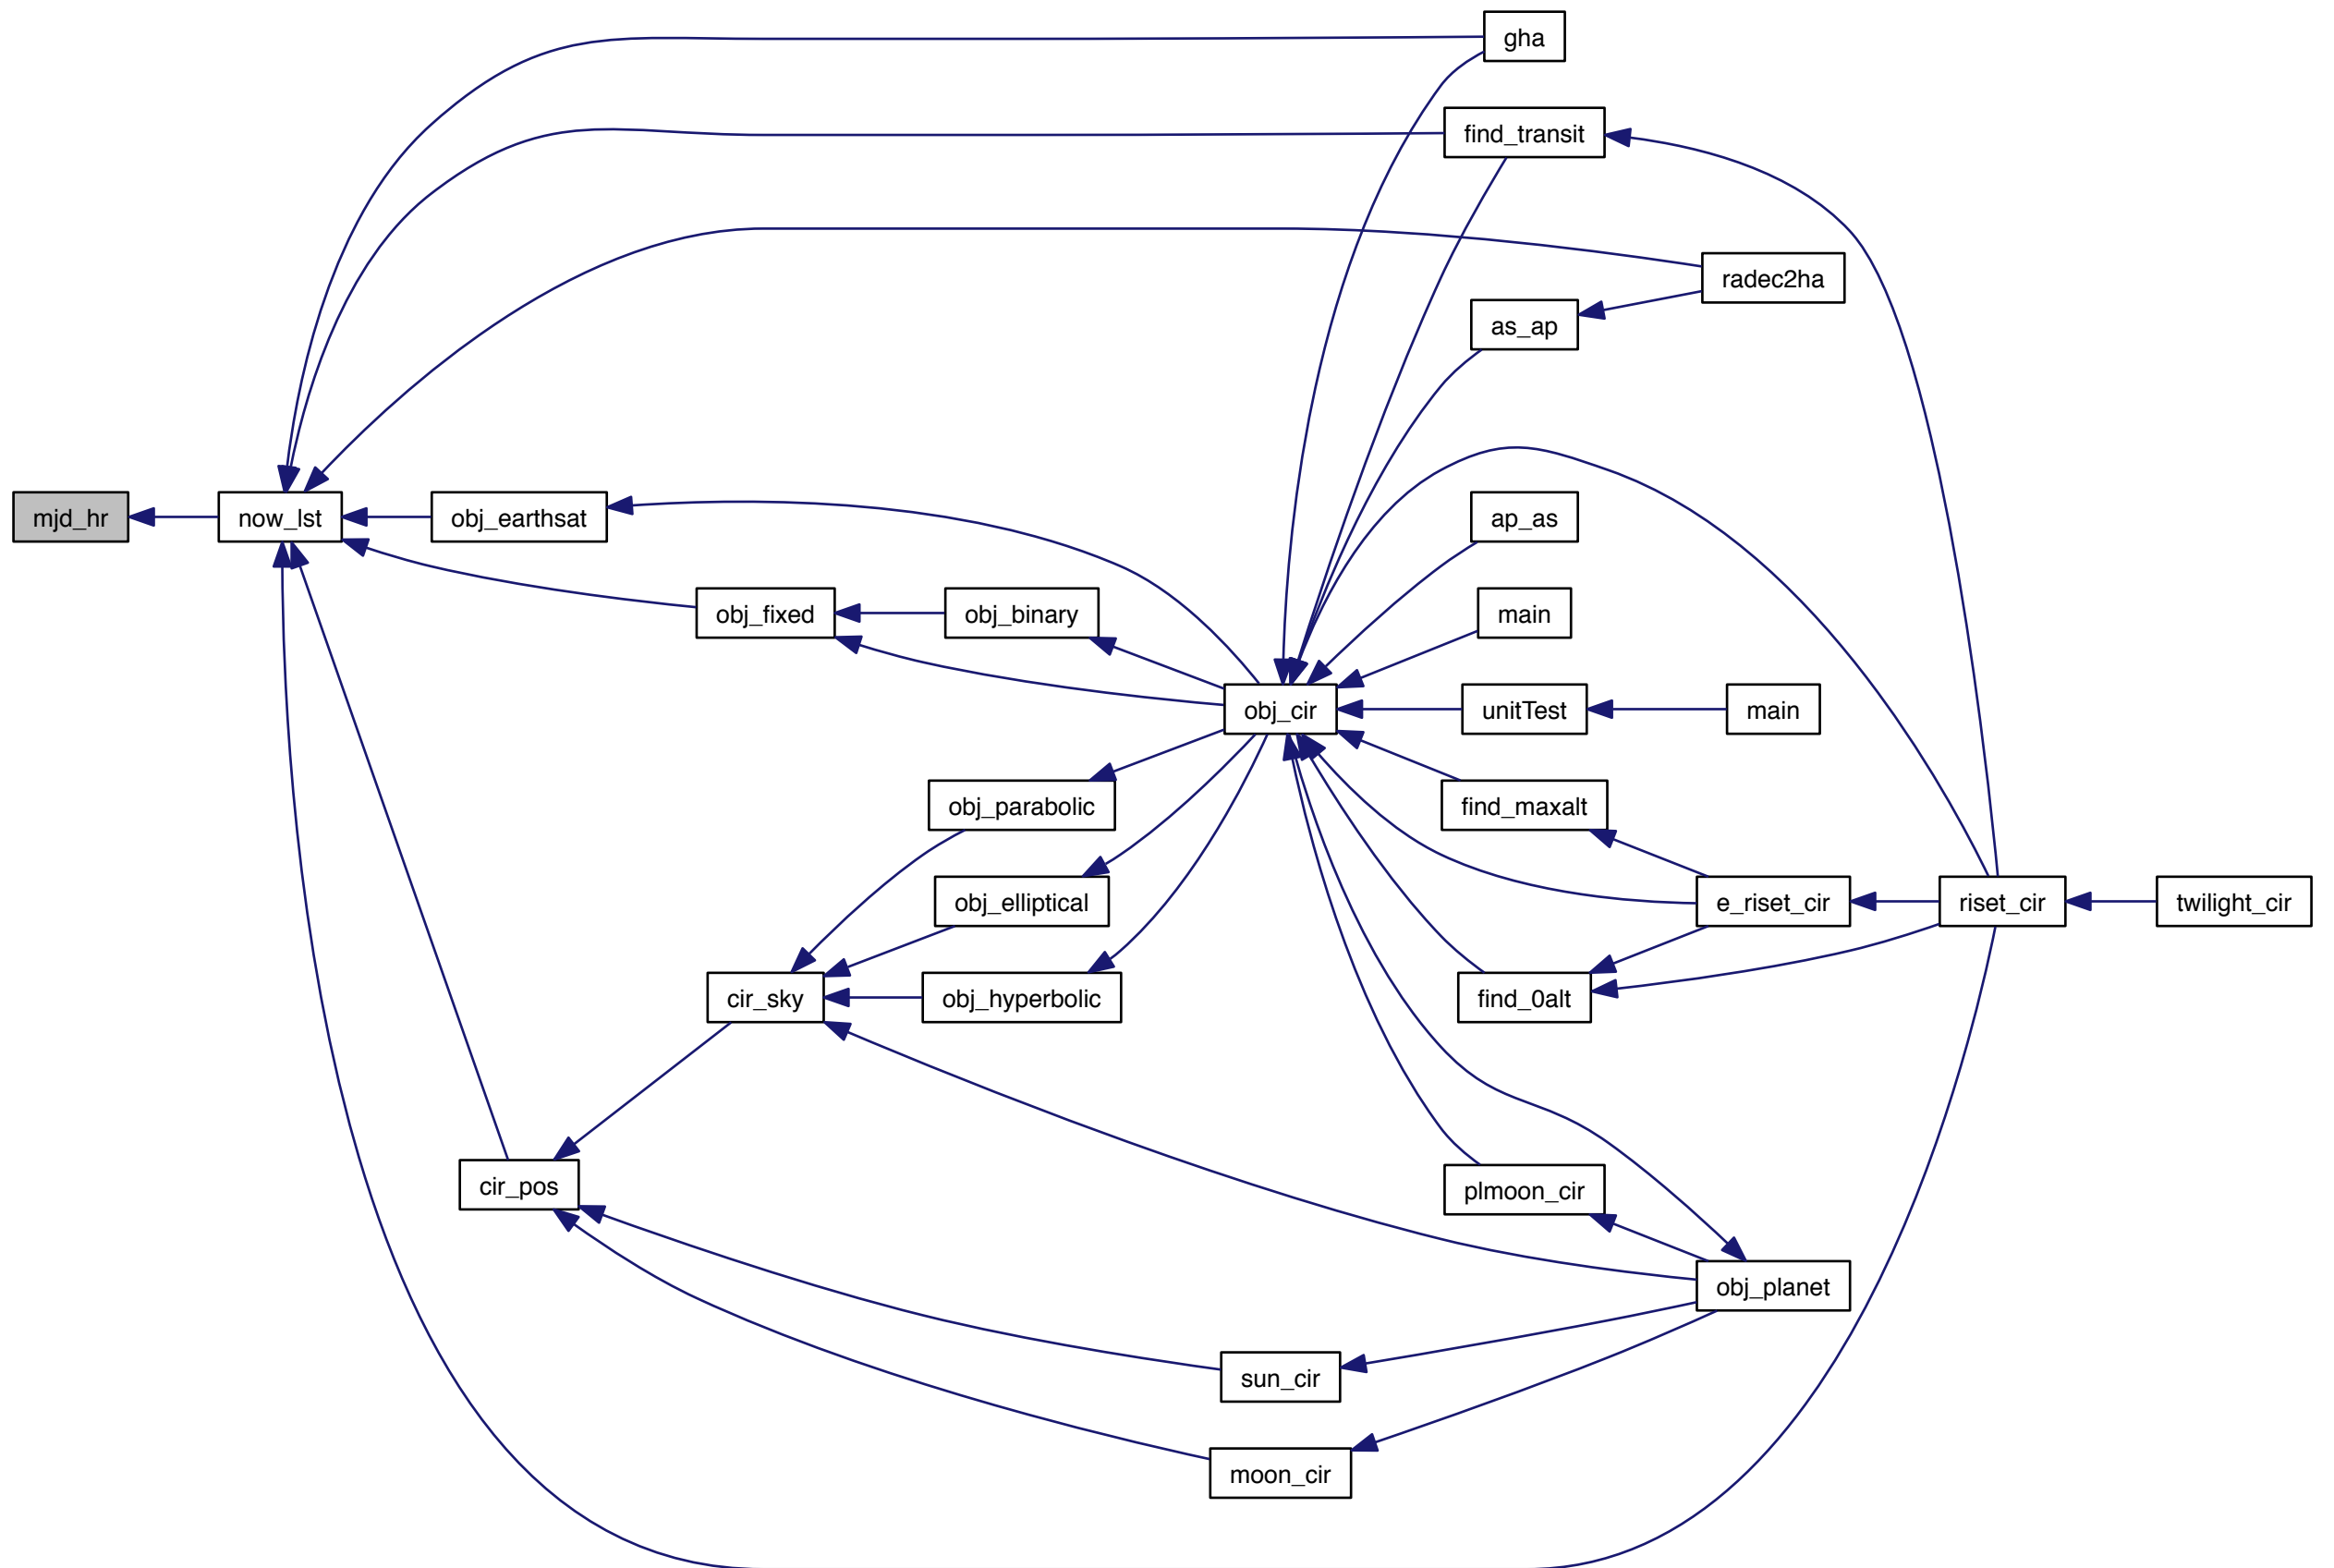 gha
find_transit
radec2ha
as_ap
mjd_hr
now_lst
obj_earthsat
ap_as
obj_fixed
obj_binary
main
obj_cir
unitTest
main
obj_parabolic
find_maxalt
obj_elliptical
e_riset_cir
riset_cir
twilight_cir
cir_sky
obj_hyperbolic
find_0alt
cir_pos
plmoon_cir
obj_planet
sun_cir
moon_cir